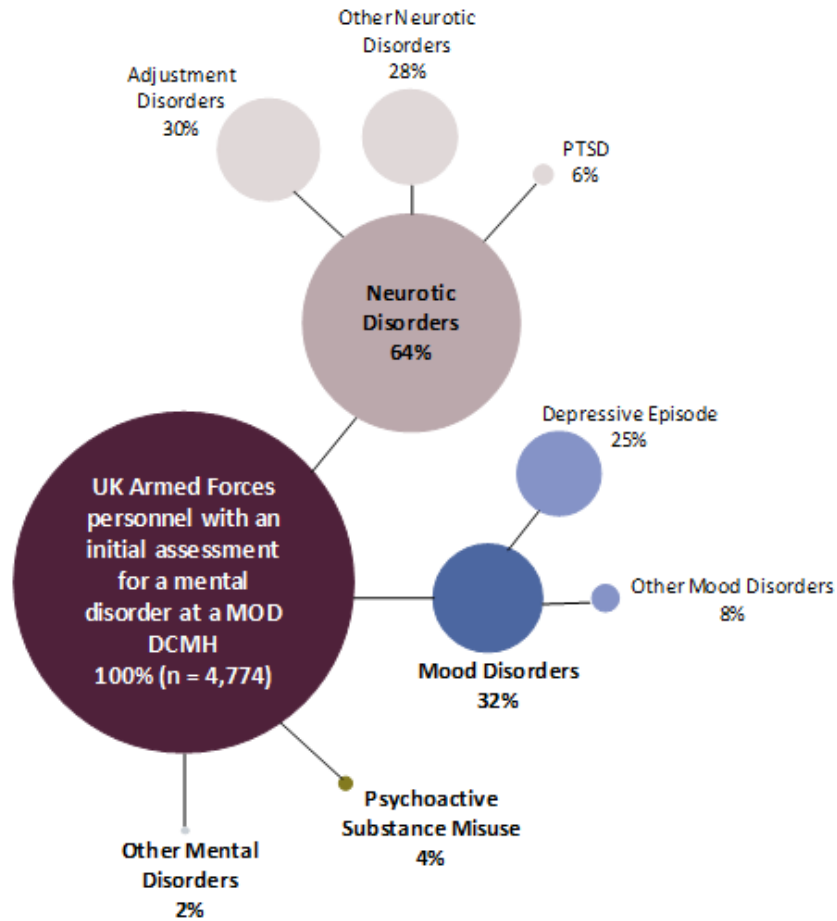 Other Neurotic
Disorders
28%
Adjustment
Disorders
30%
PTSD
6%
Neurotic
Disorders
64%
Depressive Episode
25%
UK Armed Forces
personnel with an
initial assessment
for a mental
disorder at a MOD
DCMH
100% (n = 4,774)
Other Mood Disorders
8%
Mood Disorders
32%
Psychoactive
Substance Misuse
4%
Other Mental
Disorders
2%